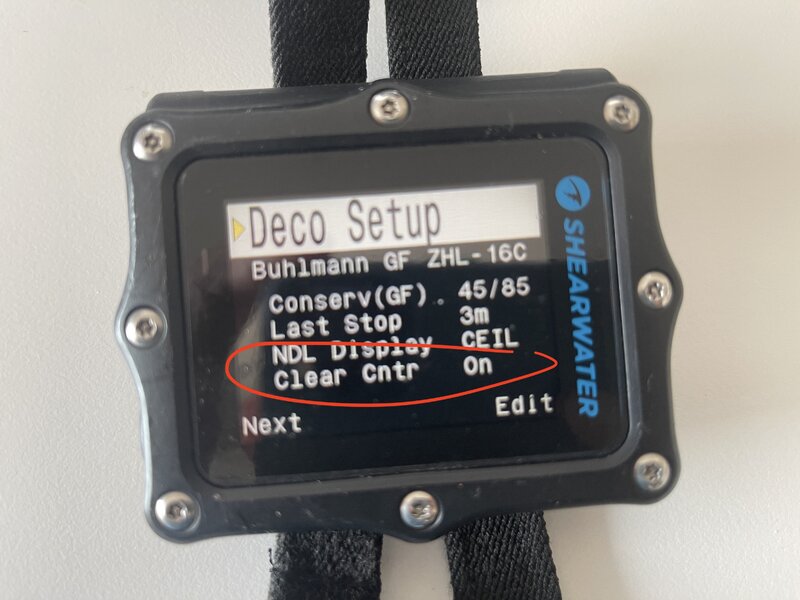 Deco Setup
Buhlmann GF ZHL-16C
Conserv(GF). 45/85
Last Stop 3m
NDL Display CEIL
Clear Cntr On
Next Edit
SHEARWATER